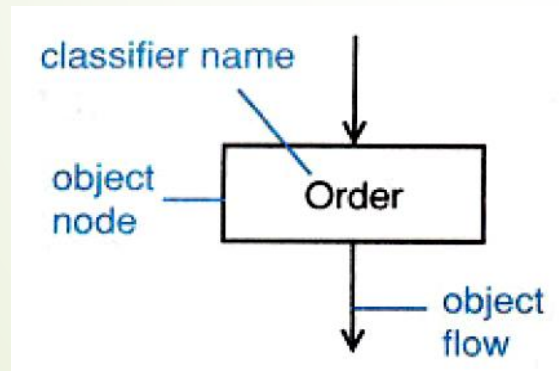 classifier name
object
node
Order
object
flow